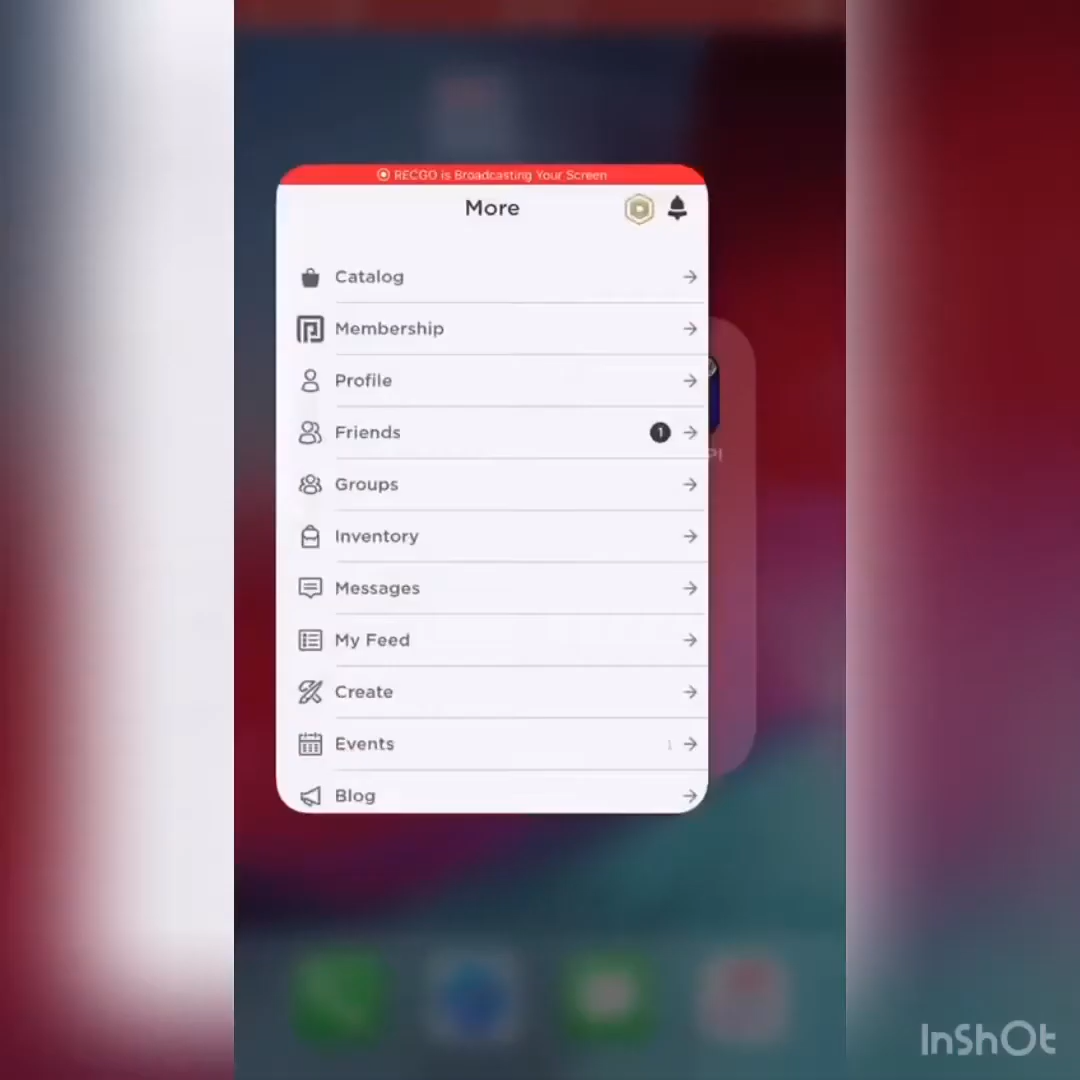 RECGO is Broadcasting Your Screen
More
Catalog
Membership
Profile
Friends
1
Groups
Inventory
Messages
My Feed
Create
Events
1
Blog
InShOt